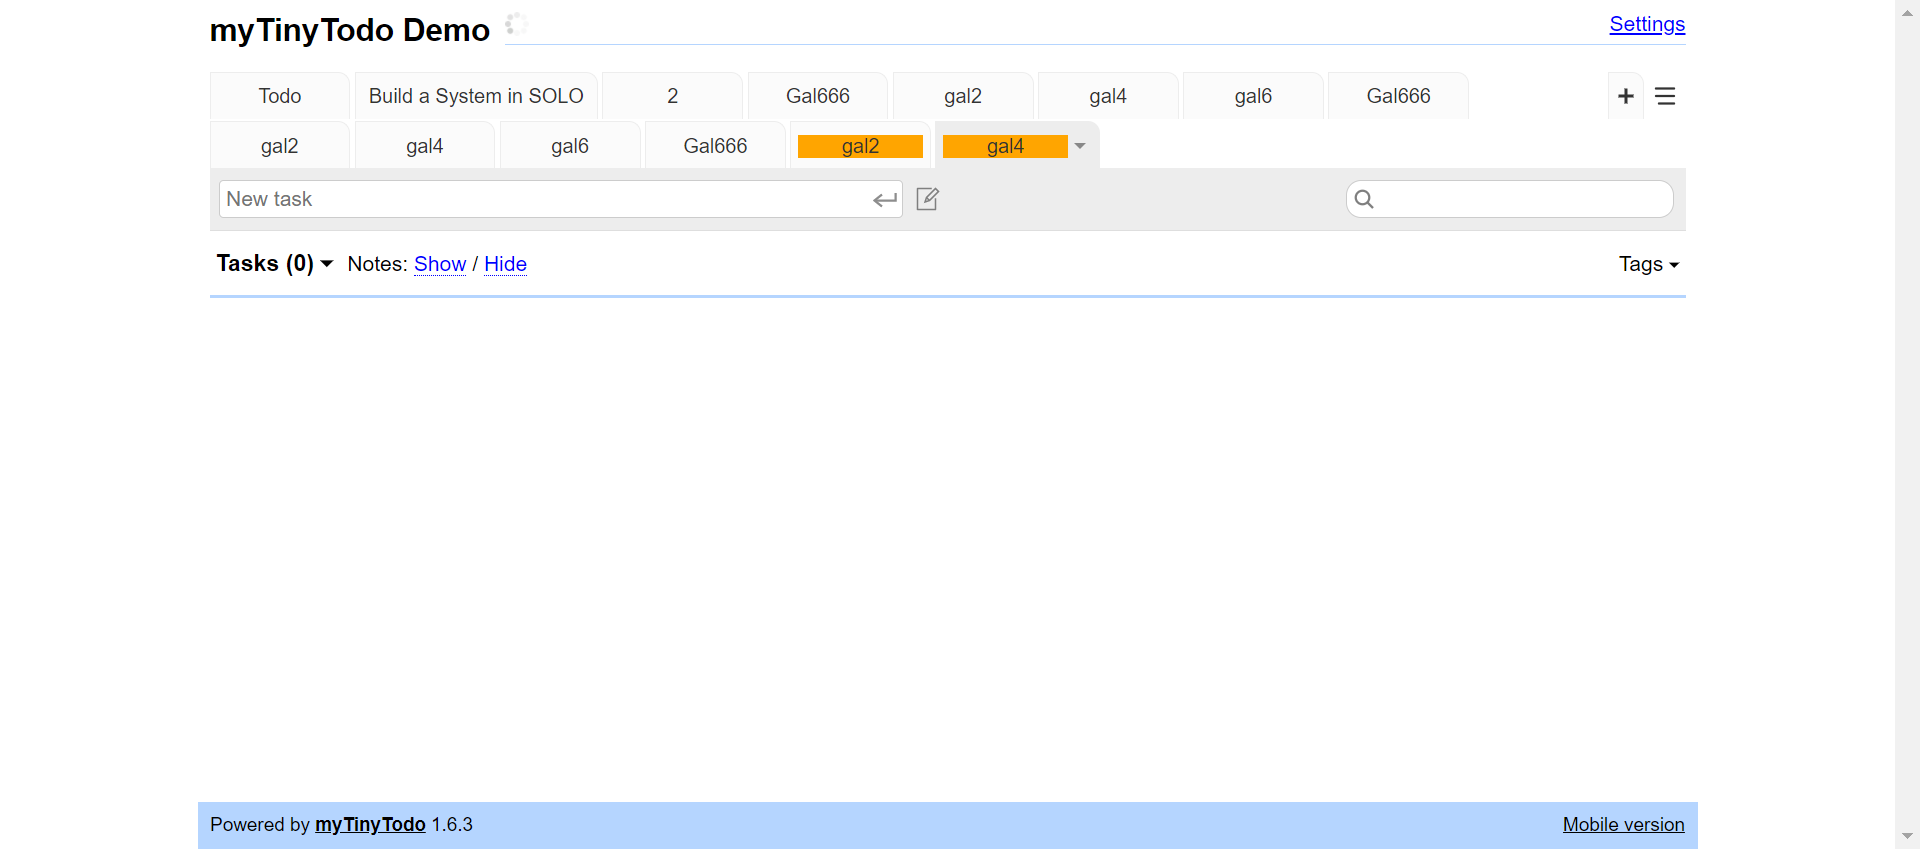 myTinyTodo Demo Settings
Todo Build a System in SOLO 2 Gal666 gal2 gal4 gal6 Gal666 +
gal2 gal4 gal6 Gal666 gal2 gal4
New task
Tasks (0) Notes: Show / Hide Tags
Powered by myTinyTodo 1.6.3 Mobile version